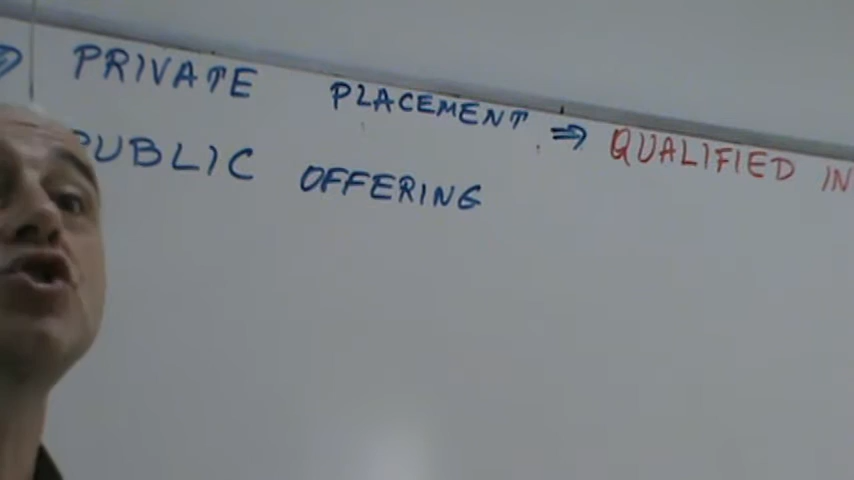 ⇒ PRIVATE PLACEMENT ⇒ QUALIFIED IN
PUBLIC OFFERING